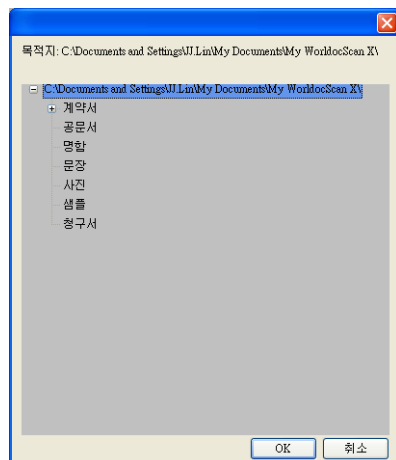 목적지: C:\Documents and Settings\JJ.Lin\My Documents\My WorldocScan X\
C:\Documents and Settings\JJ.Lin\My Documents\My WorldocScan X\
계약서
공문서
명함
문장
사진
샘플
청구서
OK 취소